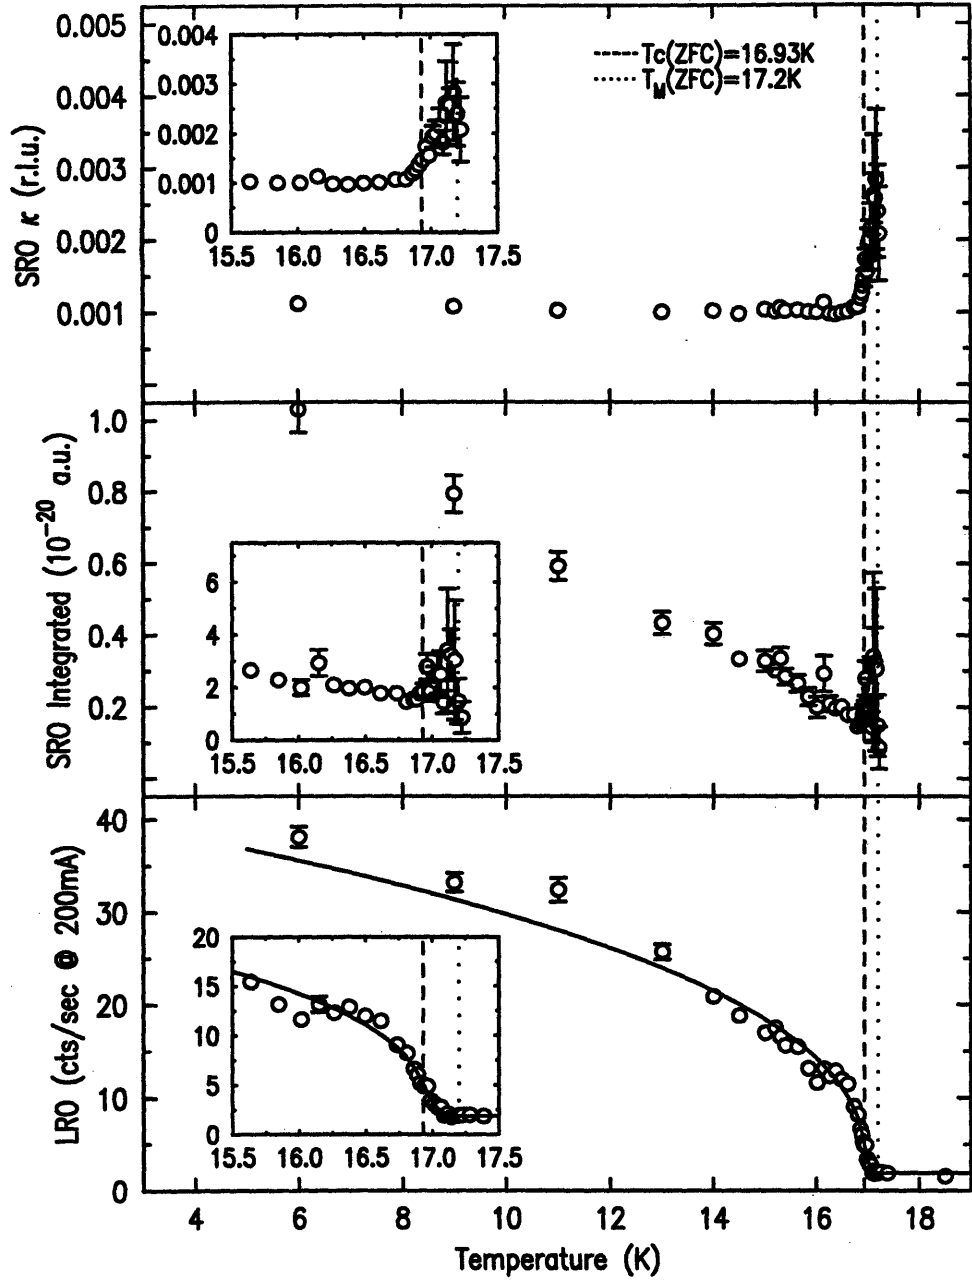 SRO κ (r.l.u.)
0.005
0.004
0.003
0.002
0.001
0.004
0.003
0.002
0.001
0
15.5 16.0 16.5 17.0 17.5
Tc(ZFC)=16.93K
T_M(ZFC)=17.2K
SRO Integrated (10⁻²⁰ a.u.)
1.0
0.8
0.6
0.4
0.2
6
4
2
0
15.5 16.0 16.5 17.0 17.5
LRO (cts/sec @ 200mA)
40
30
20
10
0
20
15
10
5
0
15.5 16.0 16.5 17.0 17.5
4 6 8 10 12 14 16 18
Temperature (K)